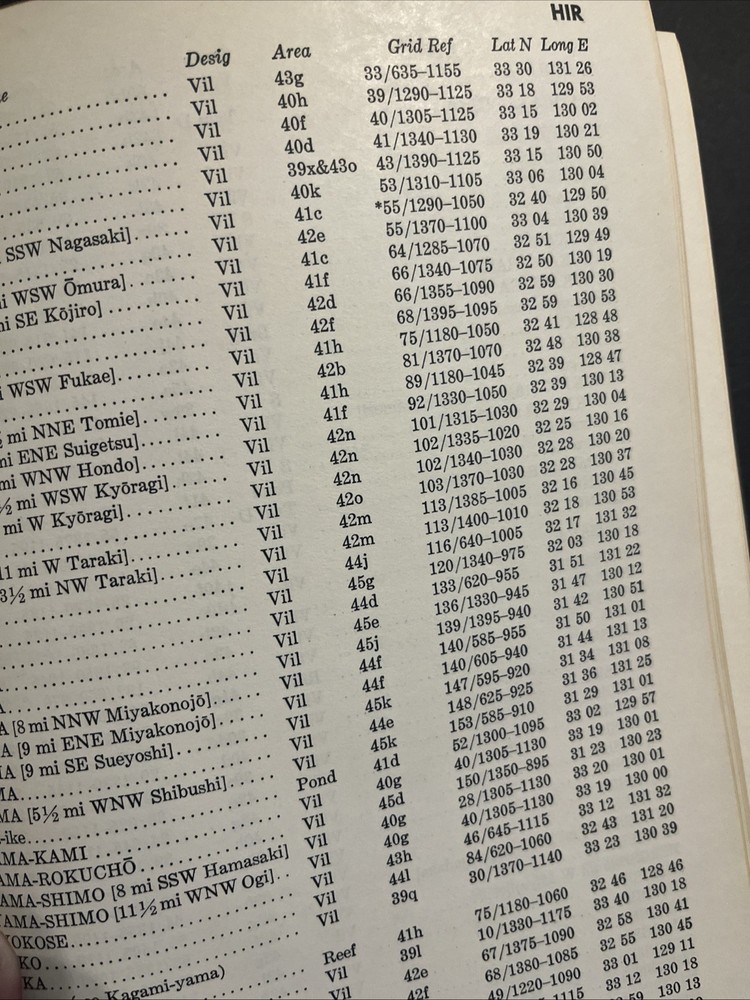 HIR
Desig Area Grid Ref Lat N Long E
Vil 43g 33/635–1155 33 30 131 26
Vil 40h 39/1290–1125 33 18 129 53
Vil 40f 40/1305–1125 33 15 130 02
Vil 40d 41/1340–1130 33 19 130 21
Vil 39x&43o 43/1390–1125 33 15 130 50
Vil 40k 53/1310–1105 33 06 130 04
SSW Nagasaki]...... Vil 41c *55/1290–1050 32 40 129 50
Vil 42e 55/1370–1100 33 04 130 39
mi WSW Ōmura]....... Vil 41c 64/1285–1070 32 51 129 49
mi SE Kōjiro]......... Vil 41f 66/1340–1075 32 50 130 19
Vil 42d 66/1355–1090 32 59 130 30
Vil 42f 68/1395–1095 32 59 130 53
WSW Fukae]........ Vil 41h 75/1180–1050 32 41 128 48
Vil 42b 81/1370–1070 32 48 130 38
½ mi NNE Tomie]....... Vil 41h 89/1180–1045 32 39 128 47
mi ENE Suigetsu]....... Vil 41f 92/1330–1050 32 39 130 13
mi WNW Hondo]........ Vil 42n 101/1315–1030 32 29 130 04
½ mi WSW Kyōragi]..... Vil 42n 102/1335–1020 32 25 130 16
mi W Kyōragi]........ Vil 42n 102/1340–1030 32 28 130 20
Vil 42o 103/1370–1030 32 28 130 37
11 mi W Taraki]........ Vil 42m 113/1385–1005 32 16 130 45
3½ mi NW Taraki]....... Vil 42m 113/1400–1010 32 18 130 53
Vil 44j 116/640–1005 32 17 131 32
Vil 45g 120/1340–975 32 03 130 18
Vil 44d 133/620–955 31 51 131 22
Vil 45e 136/1330–945 31 47 130 12
A........ Vil 45j 139/1395–940 31 42 130 51
A [8 mi NNW Miyakonojō]...... Vil 44f 140/585–955 31 50 131 01
A [9 mi ENE Miyakonojō]...... Vil 44f 140/605–940 31 44 131 13
IA [9 mi SE Sueyoshi]........ Vil 45k 147/595–920 31 34 131 08
MA........ Vil 44e 148/625–925 31 36 131 25
MA [5½ mi WNW Shibushi]..... Vil 45k 153/585–910 31 29 131 01
-ike........ Pond 41d 52/1300–1095 33 02 129 57
MA-KAMI........ Vil 40g 40/1305–1130 33 19 130 01
AMA-ROKUCHŌ........ Vil 45d 150/1350–895 31 23 130 23
AMA-SHIMO [8 mi SSW Hamasaki] Vil 40g 28/1305–1130 33 20 130 01
AMA-SHIMO [11½ mi WNW Ogi].. Vil 40g 40/1305–1130 33 19 130 00
OKOSE........ Vil 43h 46/645–1115 33 12 131 32
KO........ Vil 44l 84/620–1060 32 43 131 20
KA........ Vil 39q 30/1370–1140 33 23 130 39
Kagami-yama) Reef 41h 75/1180–1060 32 46 128 46
Vil 39l 10/1330–1175 33 40 130 18
Vil 42e 67/1375–1090 32 58 130 41
42f 68/1380–1085 32 55 130 45
49/1220–1090 33 01 129 11
–1115 33 12 130 18
59 130 13